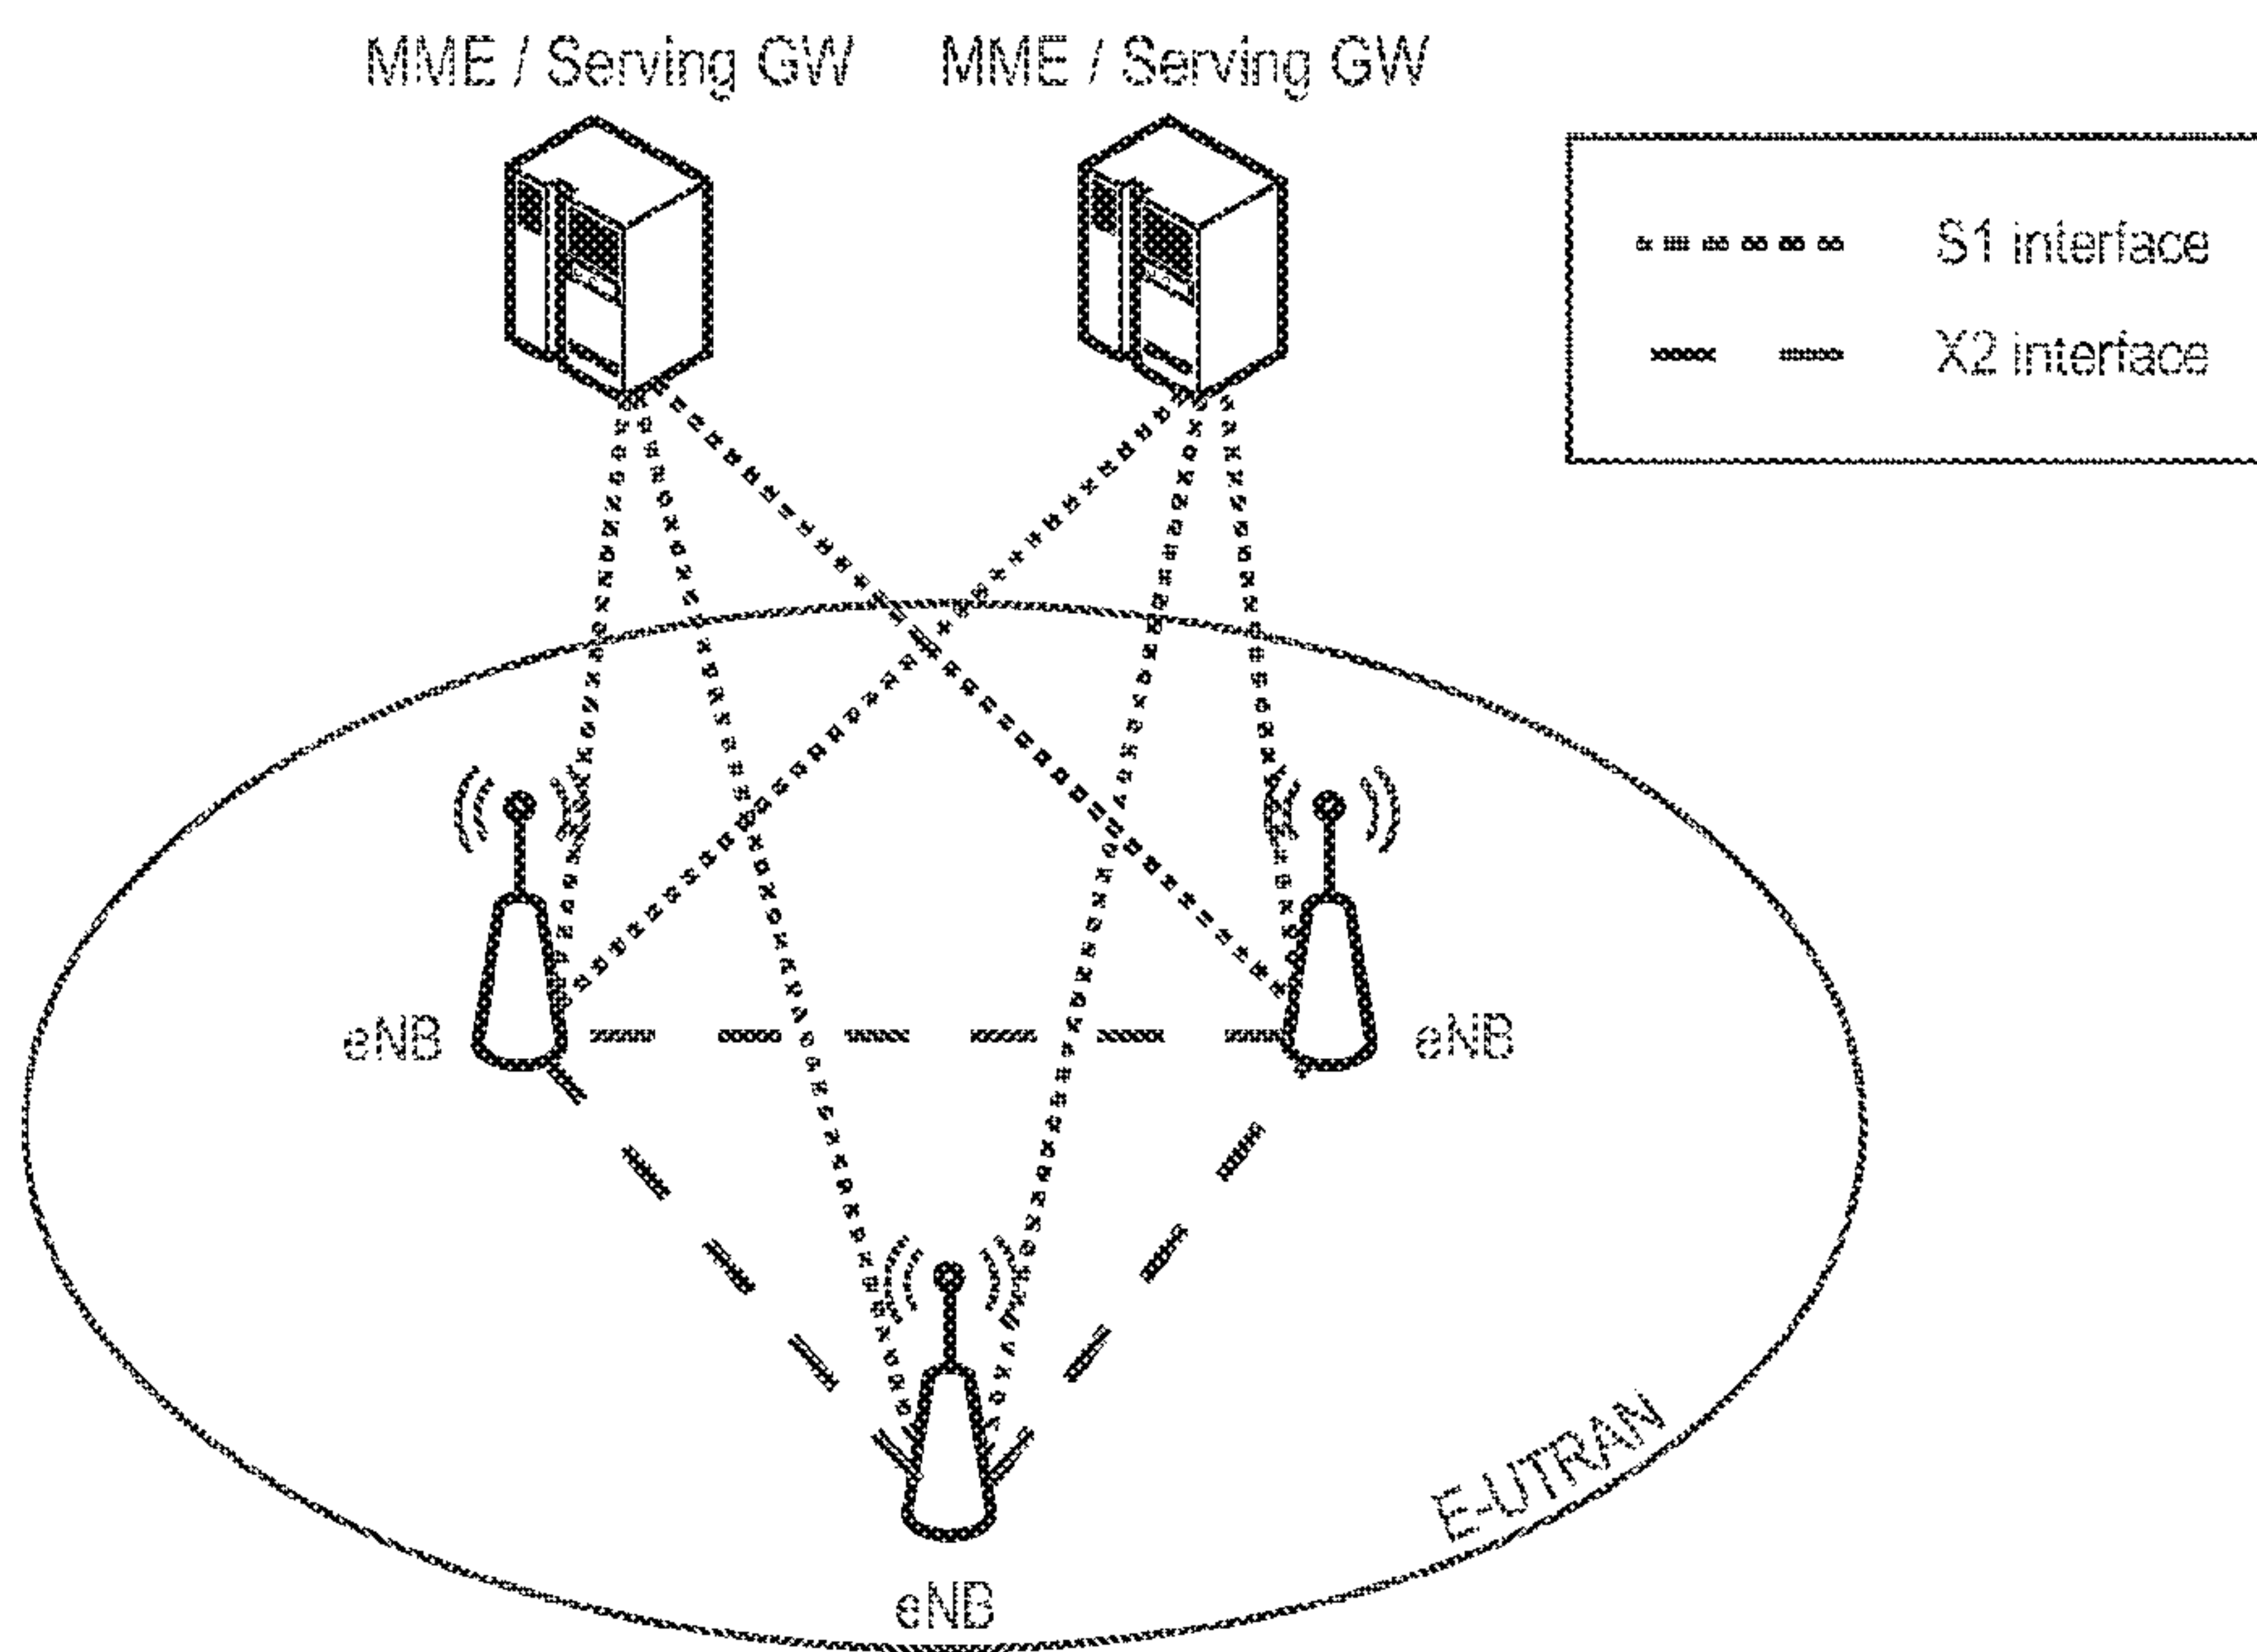 MME / Serving GW
MME / Serving GW
S1 interface
X2 interface
eNB
eNB
E-UTRAN
eNB